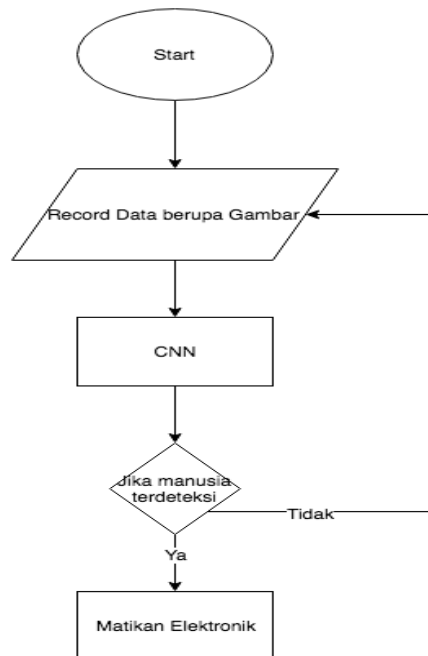 Start
Record Data berupa Gambar
CNN
Jika manusia
terdeteksi
Tidak
Ya
Matikan Elektronik